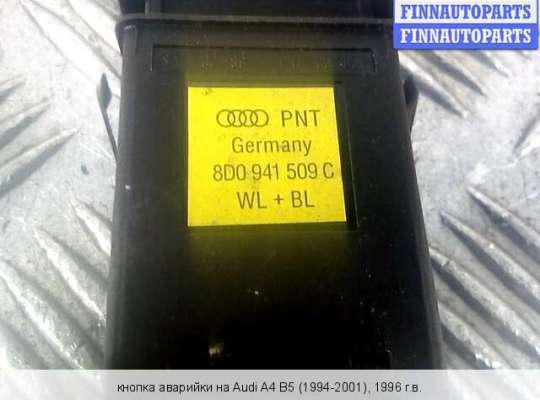 FINNAUTOPARTS
FINNAUTOPARTS
PNT
Germany
8D0 941 509 C
WL + BL
кнопка аварийки на Audi A4 B5 (1994-2001), 1996 г.в.